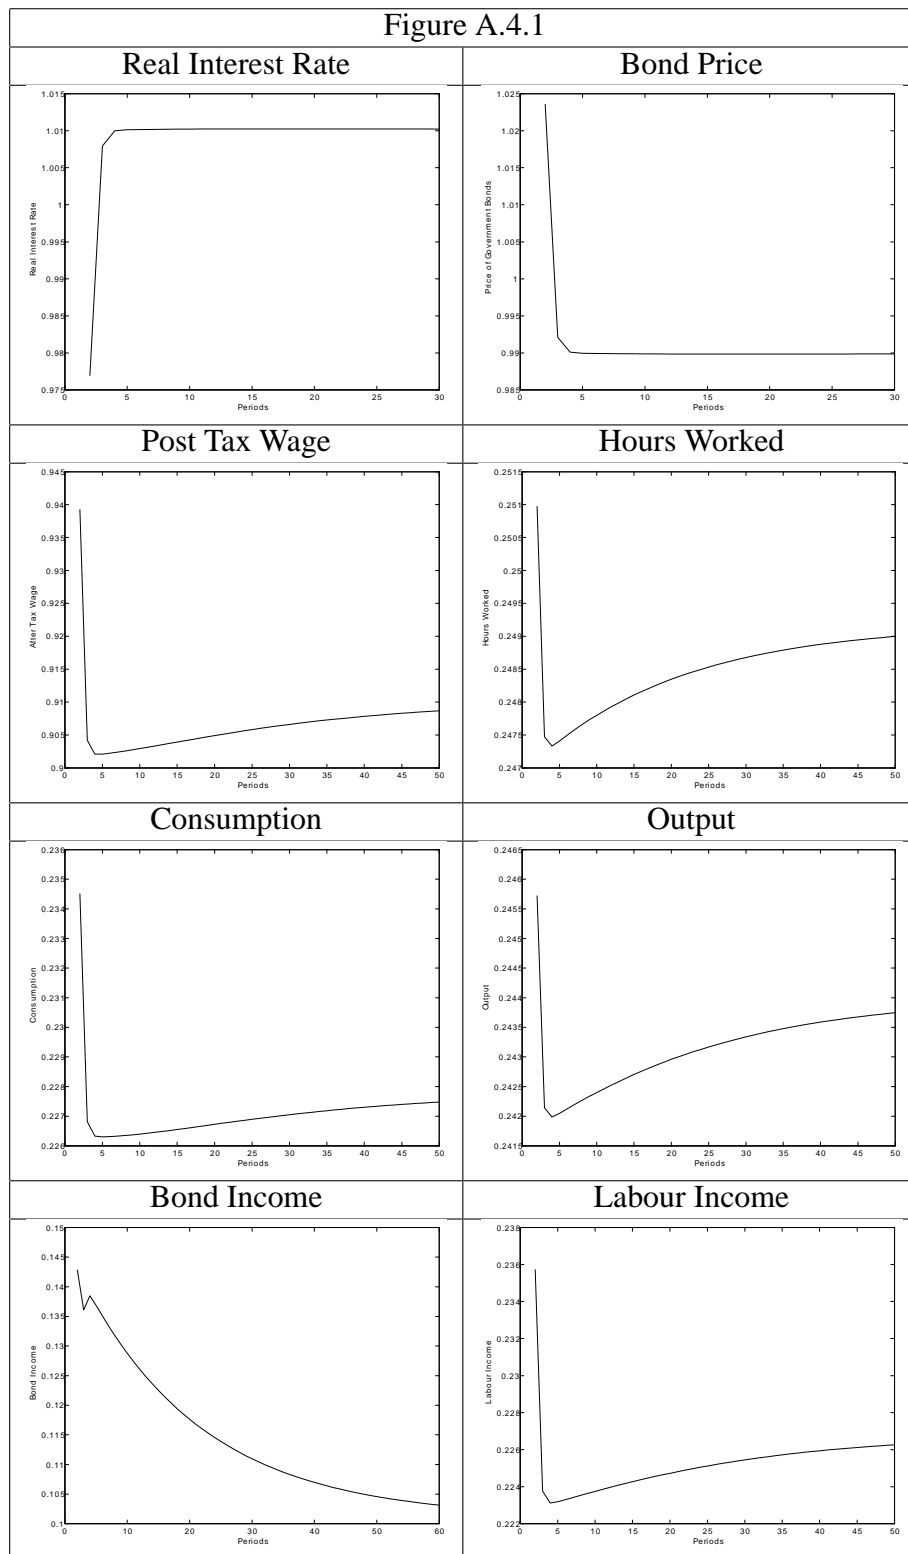 Figure A.4.1
Real Interest Rate
Bond Price
1.015
1.01
1.005
1
0.995
0.99
0.985
0.98
0.975
Real Interest Rate
0 5 10 15 20 25 30
Periods
1.025
1.02
1.015
1.01
1.005
1
0.995
0.99
0.985
Price of Government Bonds
0 5 10 15 20 25 30
Periods
Post Tax Wage
Hours Worked
0.945
0.94
0.935
0.93
0.925
0.92
0.915
0.91
0.905
0.9
After Tax Wage
0 5 10 15 20 25 30 35 40 45 50
Periods
0.2515
0.251
0.2505
0.25
0.2495
0.249
0.2485
0.248
0.2475
0.247
Hours Worked
0 5 10 15 20 25 30 35 40 45 50
Periods
Consumption
Output
0.236
0.235
0.234
0.233
0.232
0.231
0.23
0.229
0.228
0.227
0.226
Consumption
0 5 10 15 20 25 30 35 40 45 50
Periods
0.2465
0.246
0.2455
0.245
0.2445
0.244
0.2435
0.243
0.2425
0.242
0.2415
Output
0 5 10 15 20 25 30 35 40 45 50
Periods
Bond Income
Labour Income
0.15
0.145
0.14
0.135
0.13
0.125
0.12
0.115
0.11
0.105
0.1
Bond Income
0 10 20 30 40 50 60
Periods
0.238
0.236
0.234
0.232
0.23
0.228
0.226
0.224
0.222
Labour Income
0 5 10 15 20 25 30 35 40 45 50
Periods